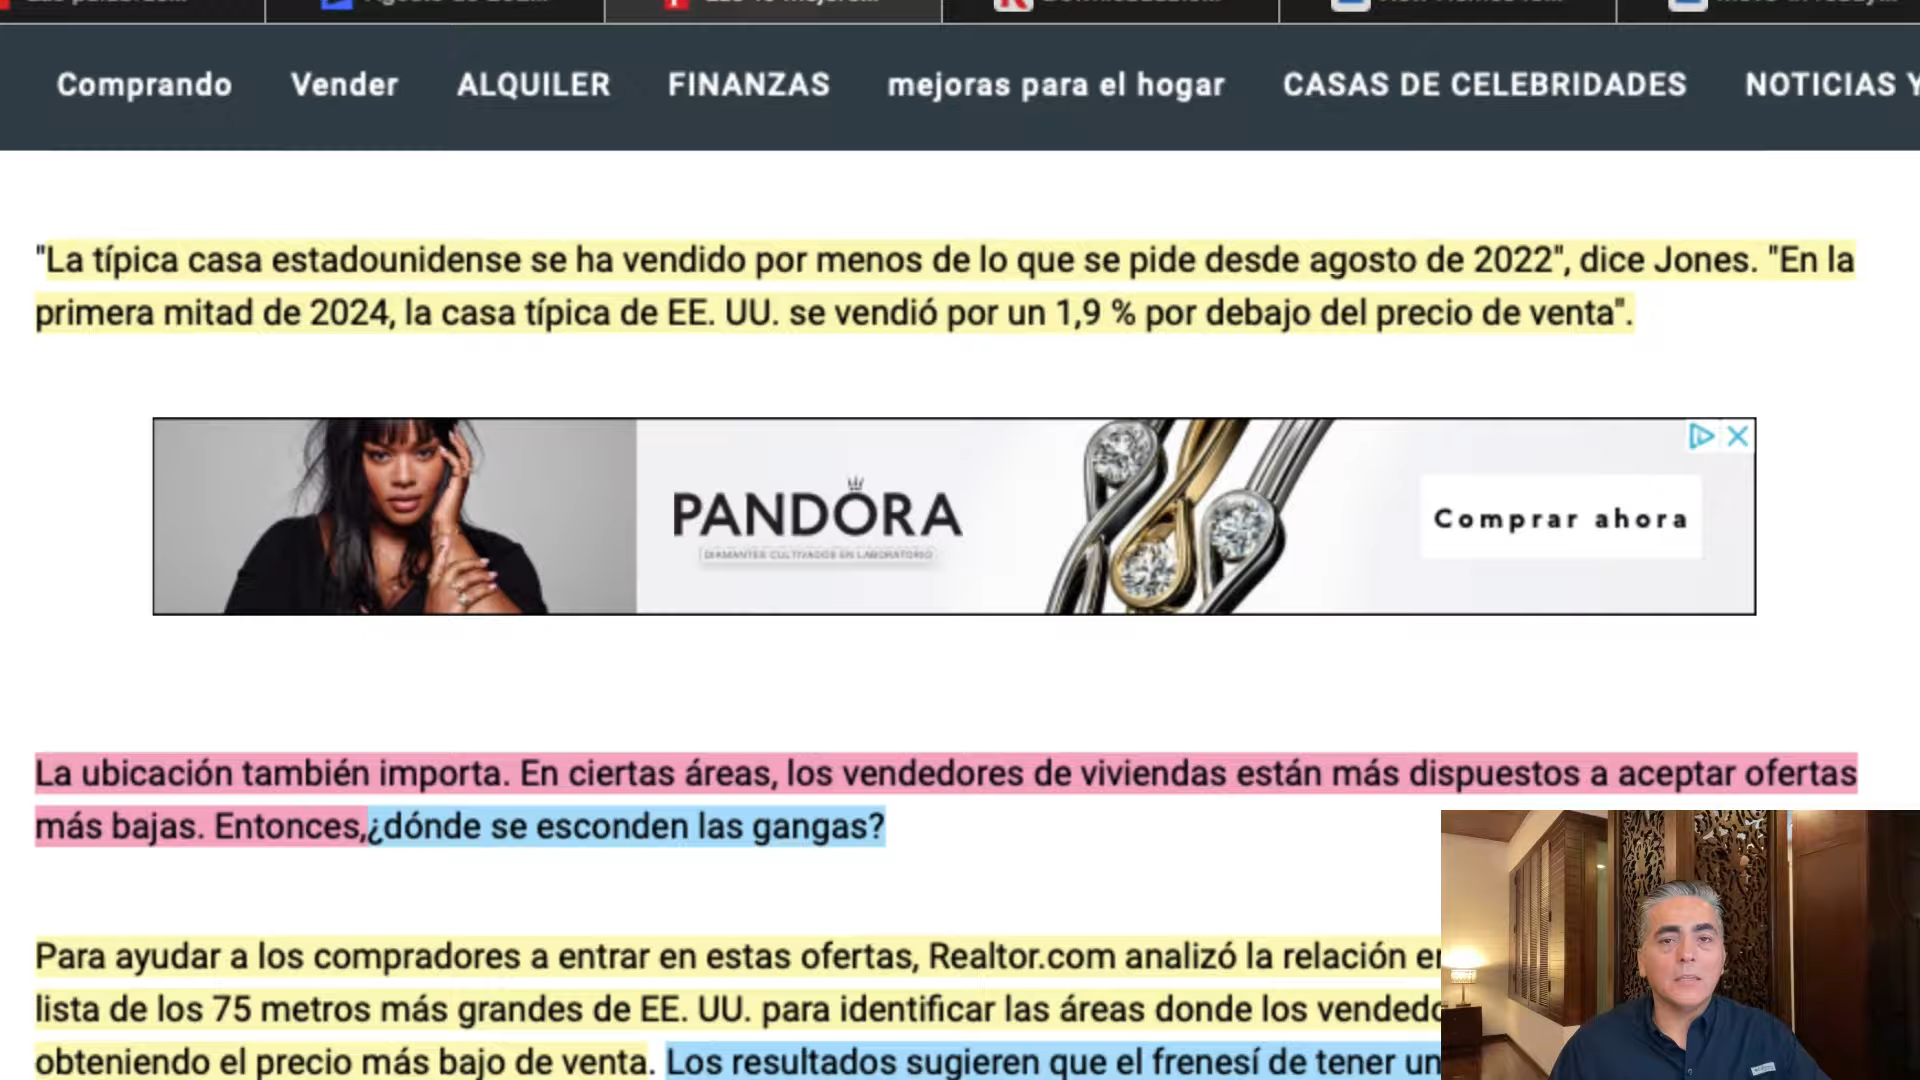 Comprando Vender ALQUILER FINANZAS mejoras para el hogar CASAS DE CELEBRIDADES NOTICIAS Y
"La típica casa estadounidense se ha vendido por menos de lo que se pide desde agosto de 2022", dice Jones. "En la
primera mitad de 2024, la casa típica de EE. UU. se vendió por un 1,9 % por debajo del precio de venta".
PANDORA
DIAMANTES CULTIVADOS EN LABORATORIO
Comprar ahora
La ubicación también importa. En ciertas áreas, los vendedores de viviendas están más dispuestos a aceptar ofertas
más bajas. Entonces,¿dónde se esconden las gangas?
Para ayudar a los compradores a entrar en estas ofertas, Realtor.com analizó la relación
lista de los 75 metros más grandes de EE. UU. para identificar las áreas donde los
obteniendo el precio más bajo de venta. Los resultados sugieren que el frenesí de tener